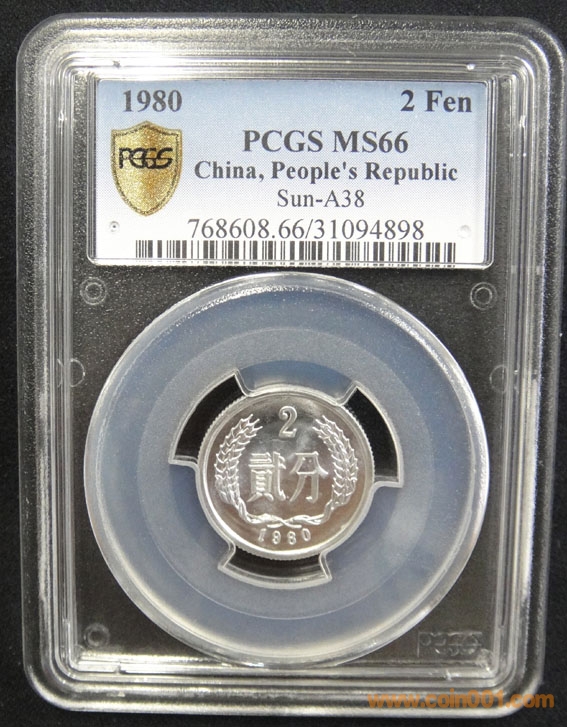 1980 2 Fen
PCGS
PCGS MS66
China, People's Republic
Sun-A38
768608.66/31094898
2
貳分
1980
PCGS
www.coin001.com